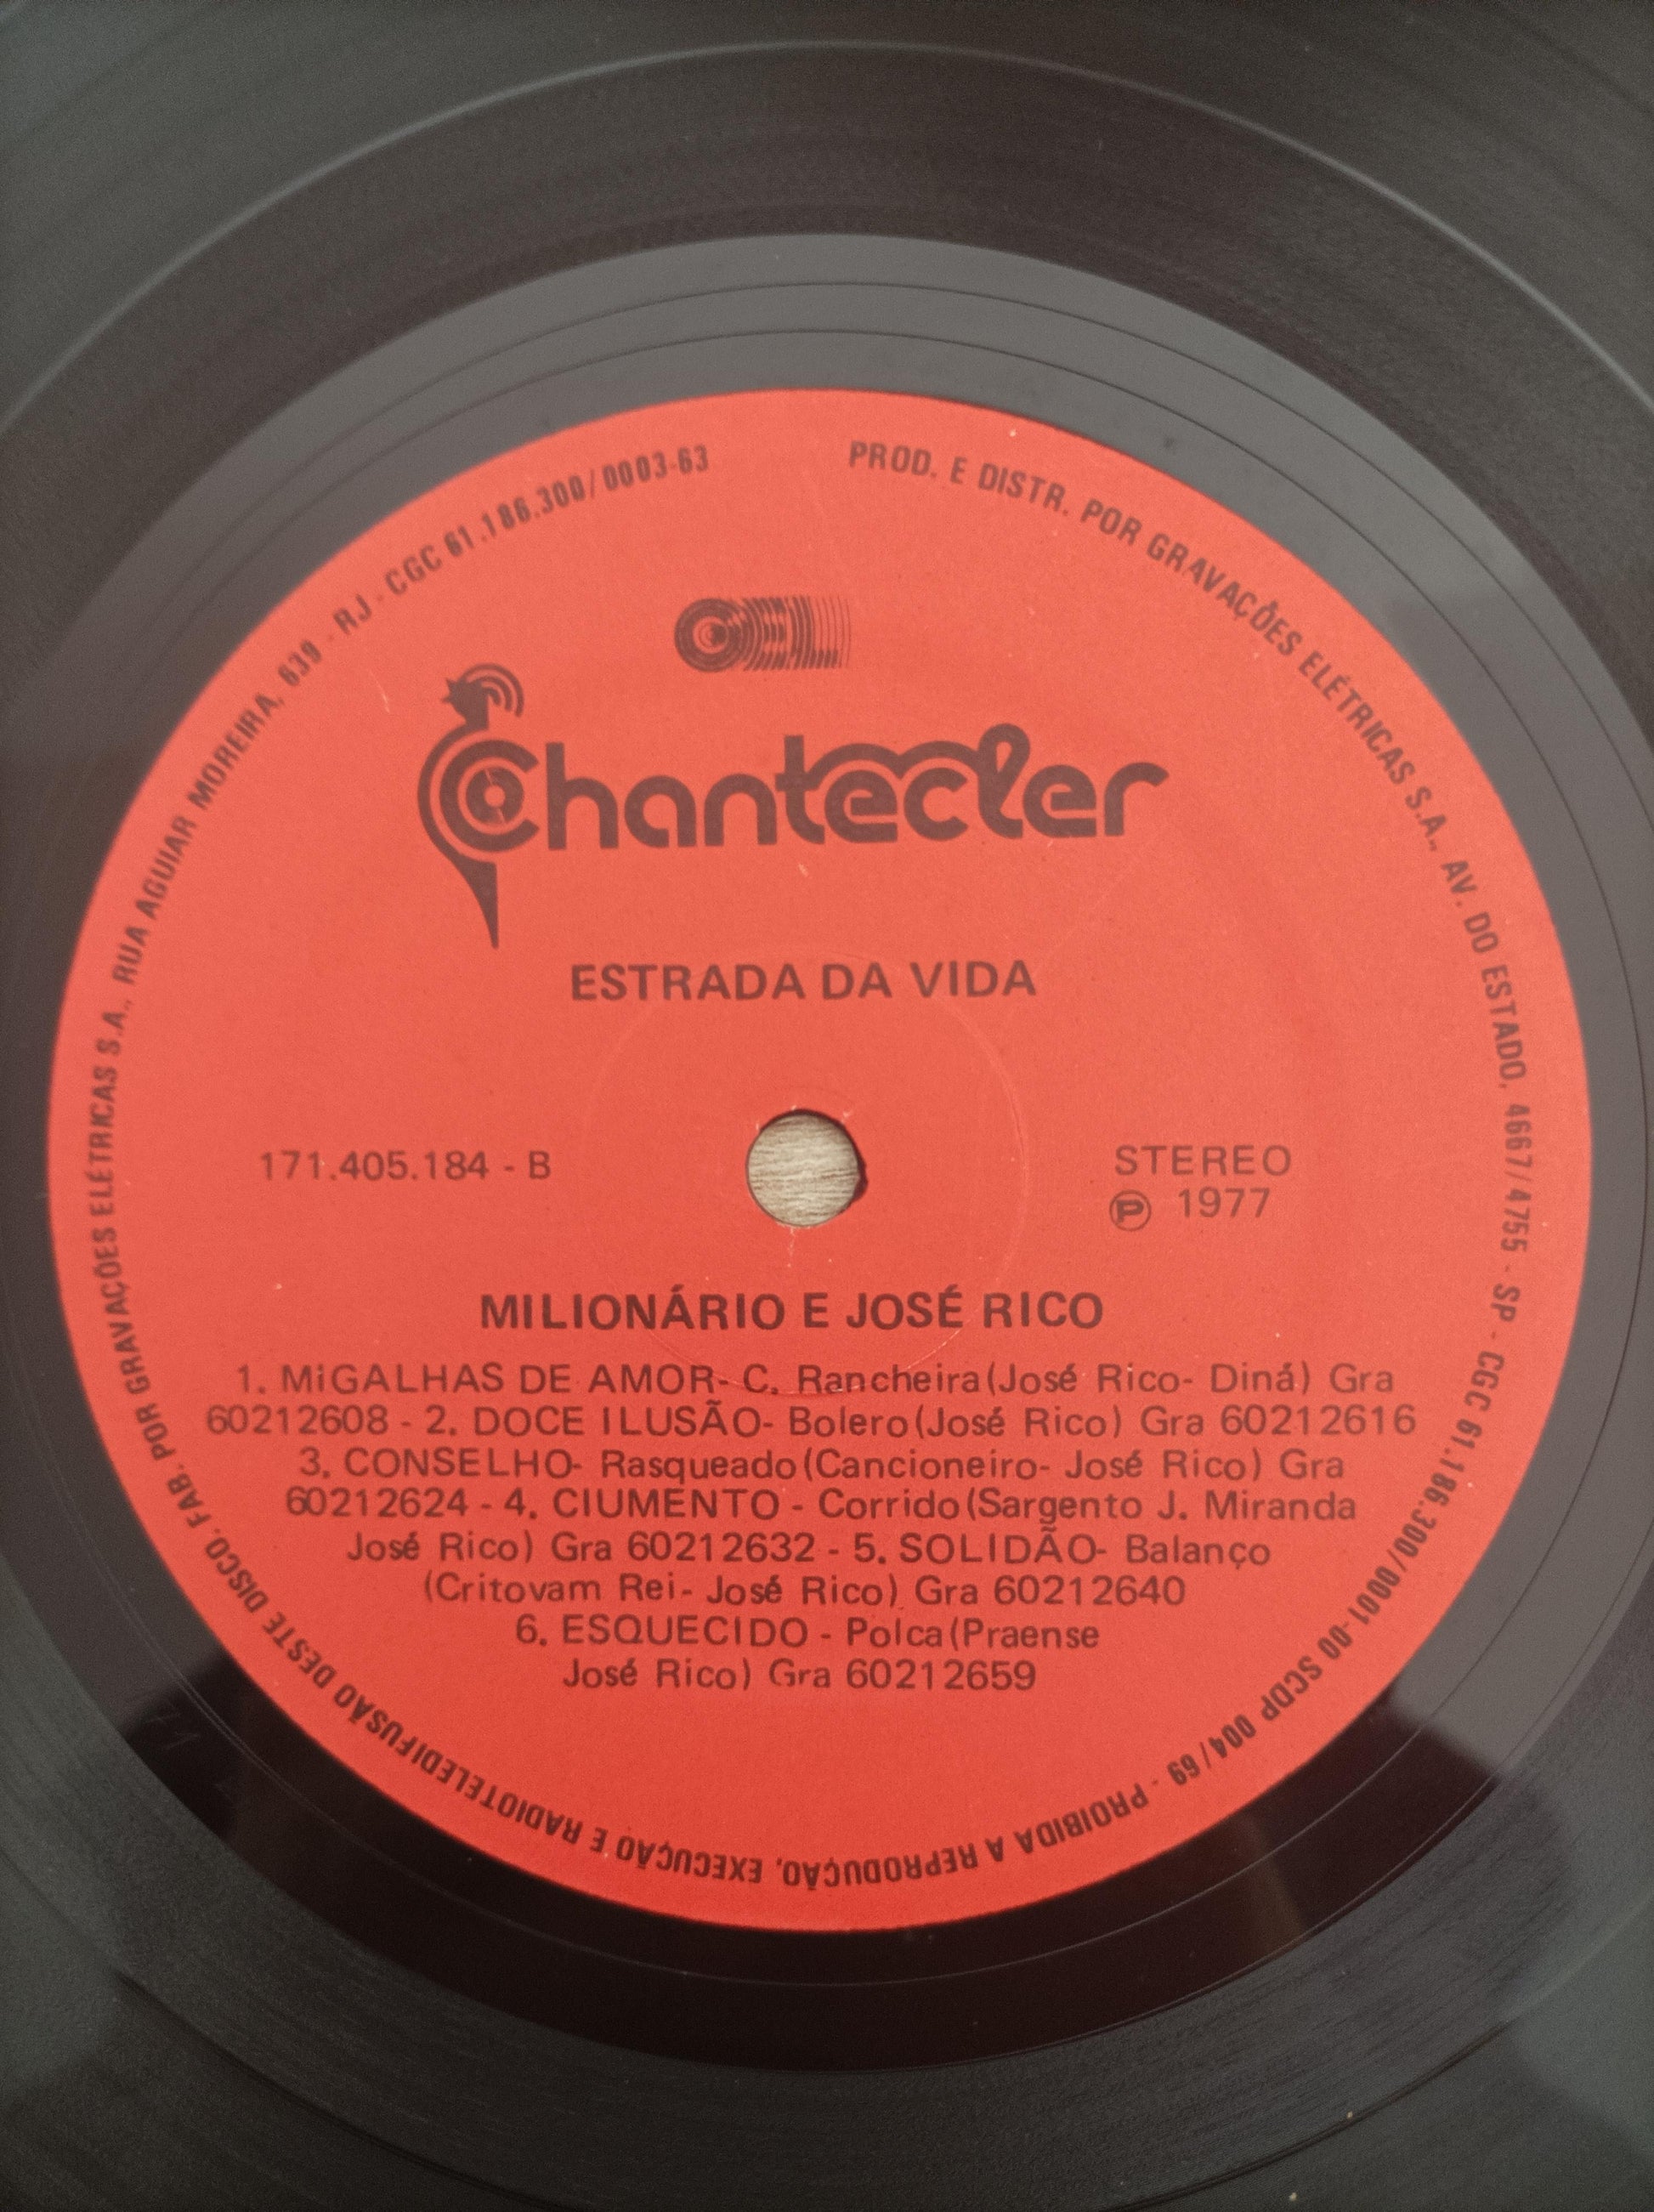 PROD. E DISTR. POR GRAVAÇÕES ELÉTRICAS S.A., AV. DO ESTADO, 4667/4755 - SP - CGC 61.186.300/0001-00 SCDP 004/69 - PROIBIDA A REPRODUÇÃO, EXECUÇÃO E RADIOTELEDIFUSÃO DESTE DISCO. FAB. POR GRAVAÇÕES ELÉTRICAS S.A., RUA AGUIAR MOREIRA, 639 - RJ - CGC 61.186.300/0003-63
Chantecler
ESTRADA DA VIDA
171.405.184 - B
STEREO
Ⓟ 1977
MILIONÁRIO E JOSÉ RICO
1. MiGALHAS DE AMOR- C. Rancheira(José Rico- Diná) Gra
60212608 - 2. DOCE ILUSÃO- Bolero(José Rico) Gra 60212616
3. CONSELHO- Rasqueado(Cancioneiro- José Rico) Gra
60212624 - 4. CIUMENTO - Corrido(Sargento J. Miranda
José Rico) Gra 60212632 - 5. SOLIDÃO- Balanço
(Critovam Rei- José Rico) Gra 60212640
6. ESQUECIDO - Polca(Praense
José Rico) Gra 60212659